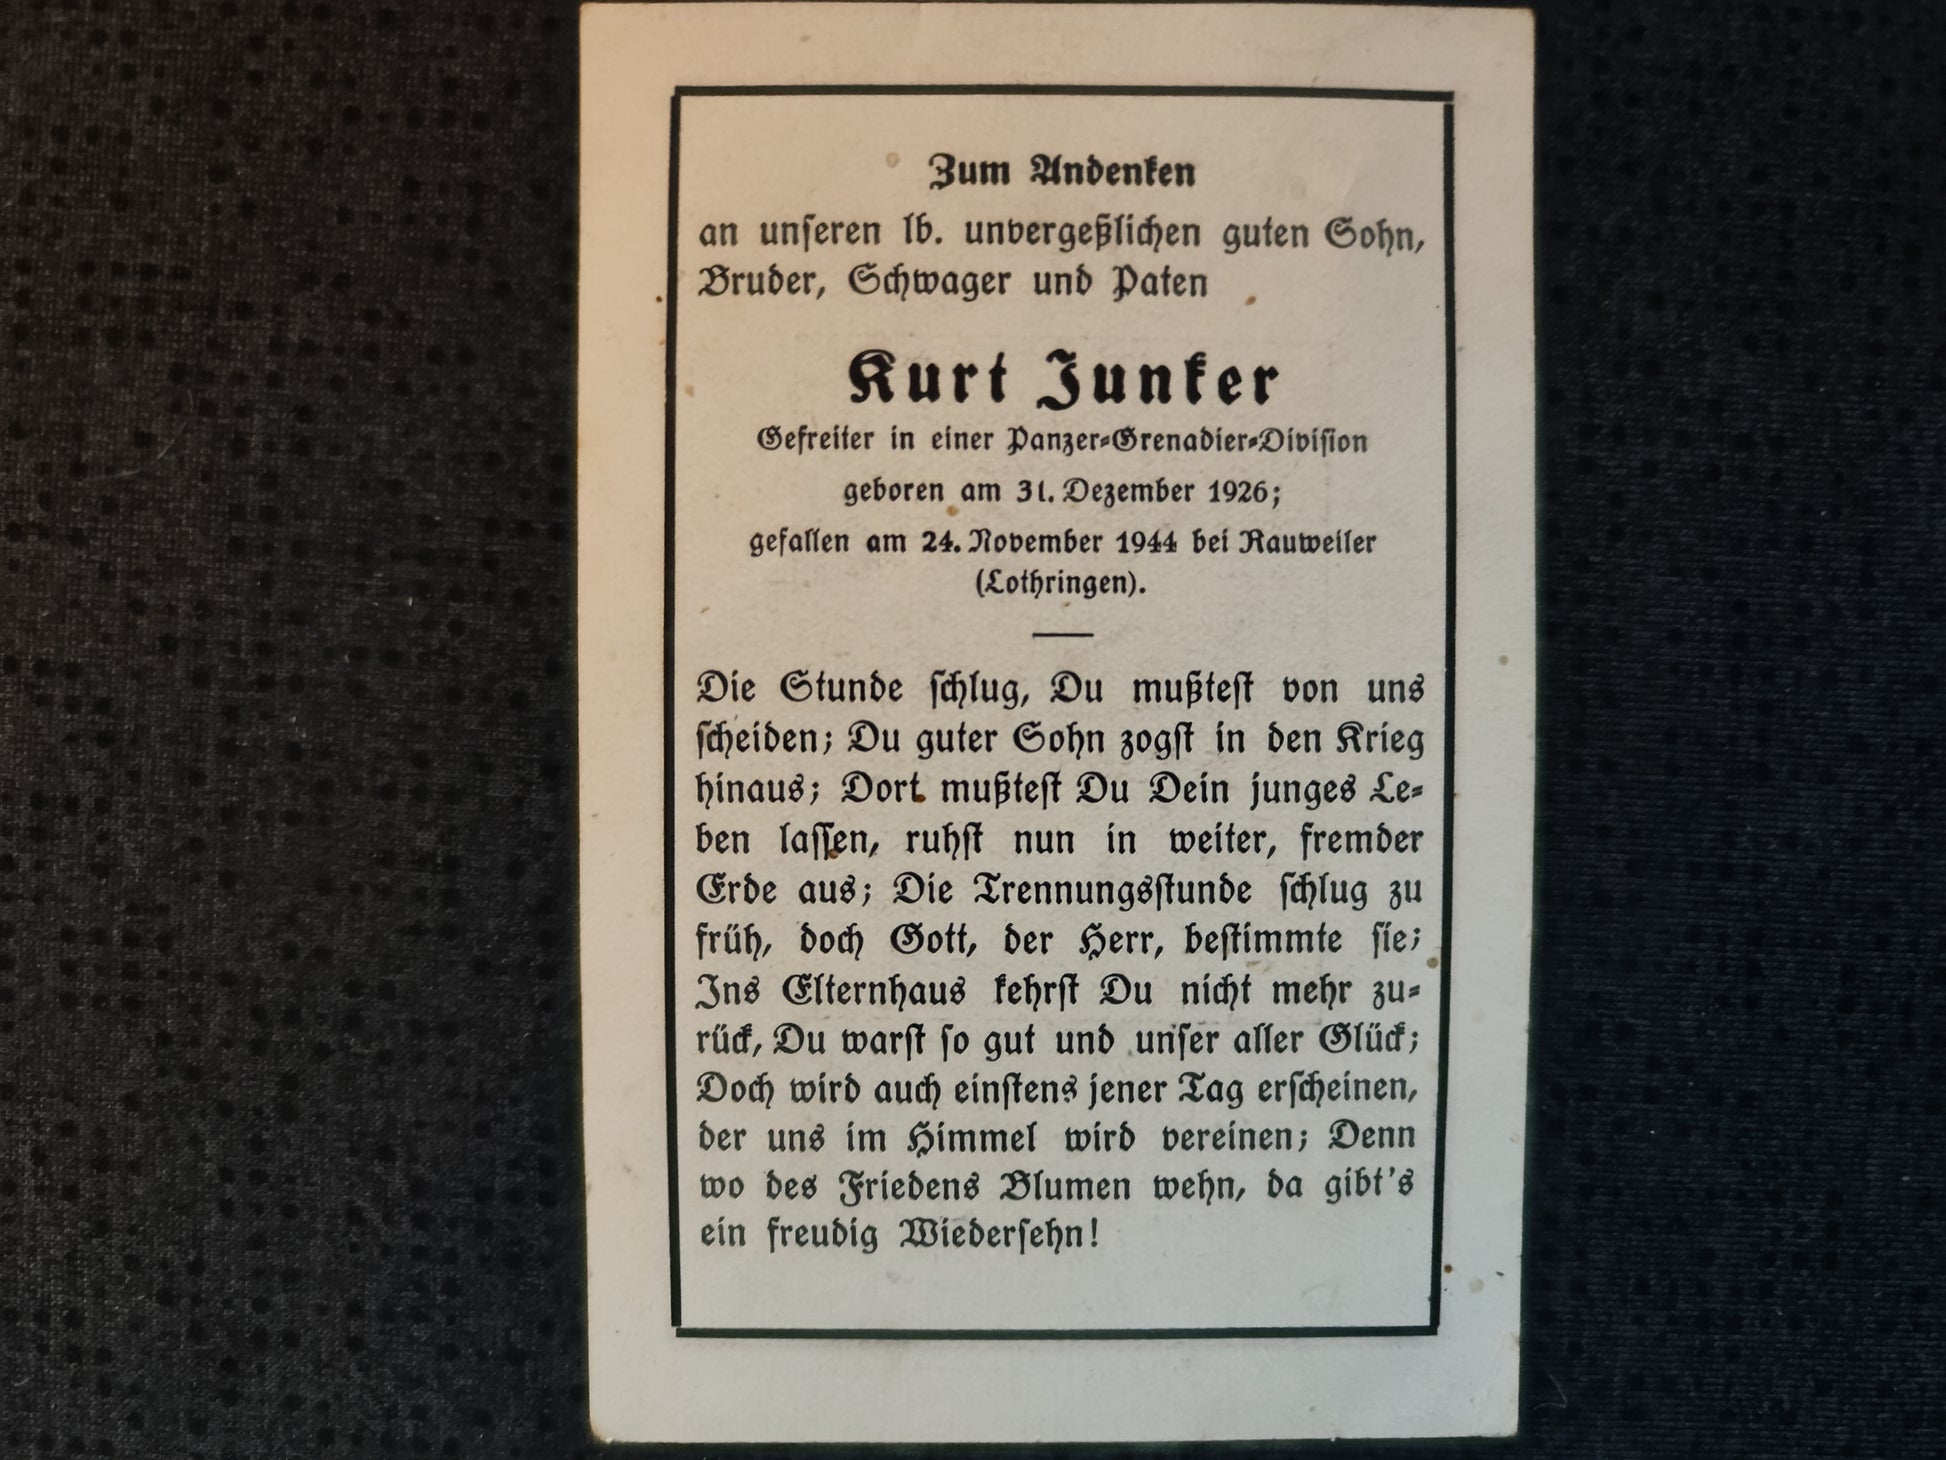 Zum Andenken
an unseren lb. unvergeßlichen guten Sohn,
Bruder, Schwager und Paten
Kurt Junker
Gefreiter in einer Panzer-Grenadier-Division
geboren am 31. Dezember 1926;
gefallen am 24. November 1944 bei Rauweiler
(Lothringen).
Die Stunde schlug, Du mußtest von uns
scheiden; Du guter Sohn zogst in den Krieg
hinaus; Dort mußtest Du Dein junges Le-
ben lassen, ruhst nun in weiter, fremder
Erde aus; Die Trennungsstunde schlug zu
früh, doch Gott, der Herr, bestimmte sie;
Ins Elternhaus kehrst Du nicht mehr zu-
rück, Du warst so gut und unser aller Glück;
Doch wird auch einstens jener Tag erscheinen,
der uns im Himmel wird vereinen; Denn
wo des Friedens Blumen wehn, da gibt's
ein freudig Wiedersehn!